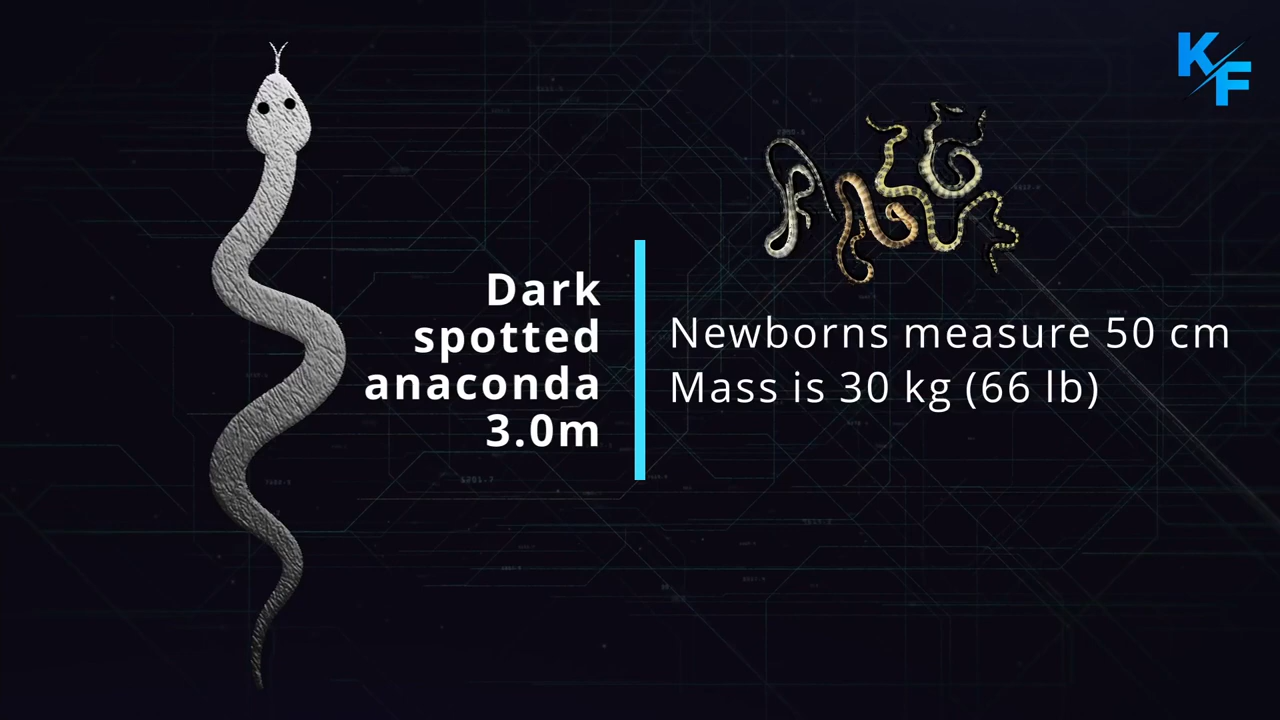 KF
Dark
spotted
anaconda
3.0m
Newborns measure 50 cm
Mass is 30 kg (66 lb)